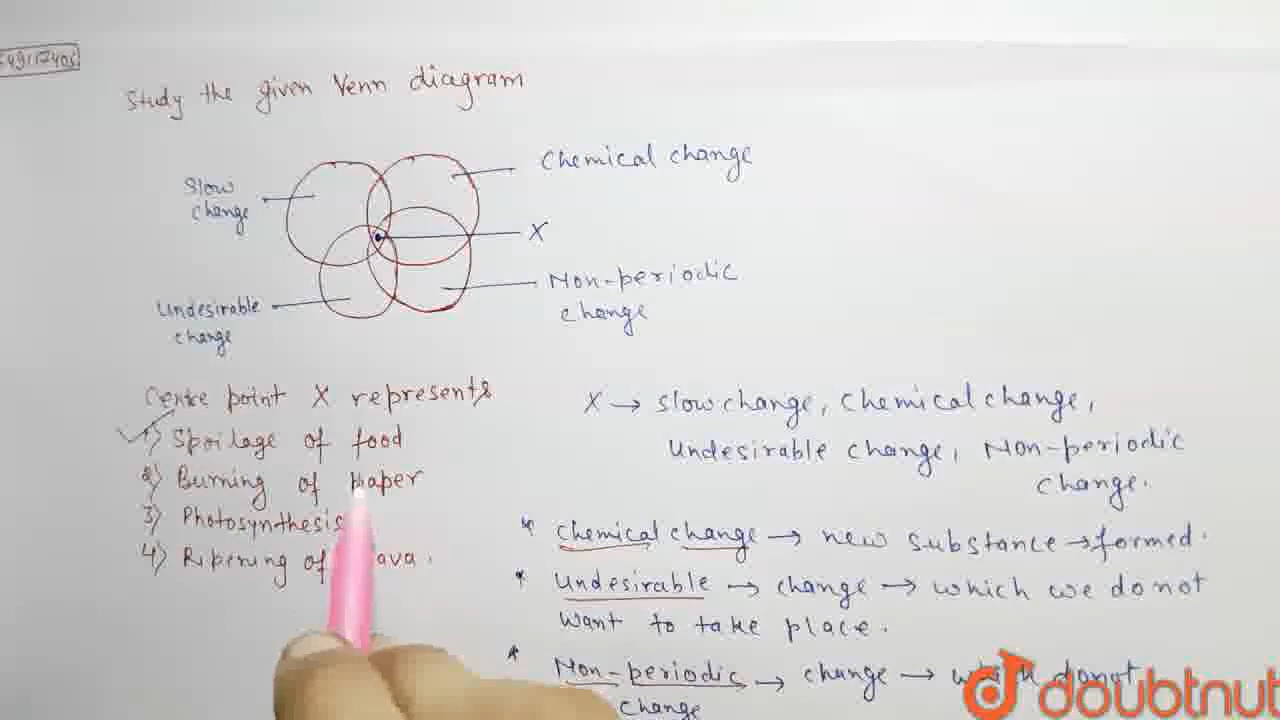 Study the given Venn diagram
Chemical change
Slow
change
X
Non-periodic
change
Undesirable
change
Centre point X represents
1) Spoilage of food
2) Burning of paper
3) Photosynthesis
4) Ripening of ava.
X → slow change, chemical change,
Undesirable change, Non-periodic
change.
* Chemical change → new substance → formed.
* Undesirable → change → which we do not
want to take place.
* Non-periodic → change → which donot
change
doubtnut